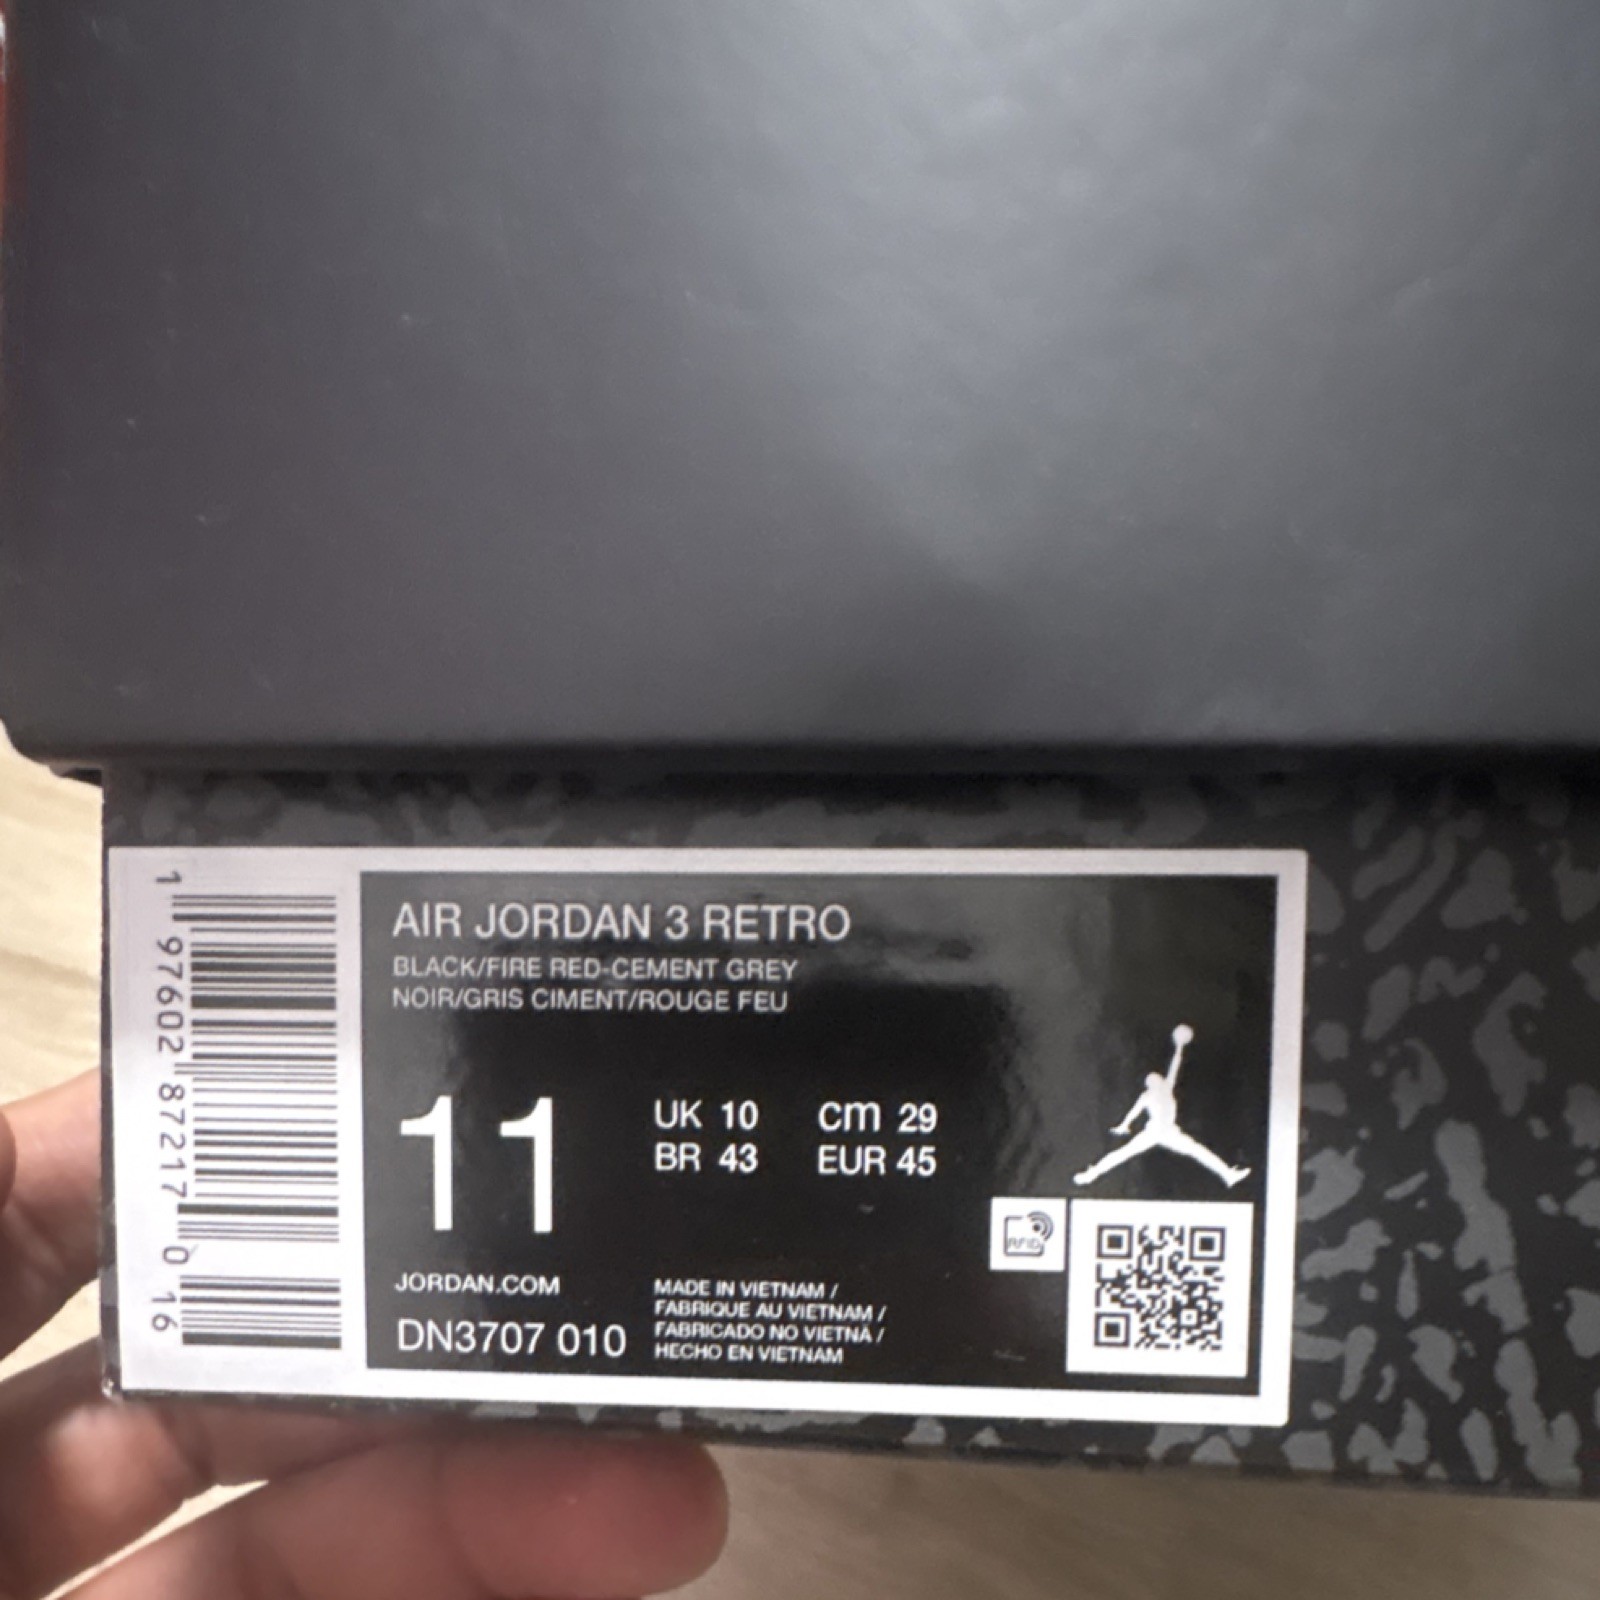 AIR JORDAN 3 RETRO
BLACK/FIRE RED-CEMENT GREY
NOIR/GRIS CIMENT/ROUGE FEU
11
UK 10
BR 43
cm 29
EUR 45
RFID
JORDAN.COM
DN3707 010
MADE IN VIETNAM /
FABRIQUE AU VIETNAM /
FABRICADO NO VIETNÃ /
HECHO EN VIETNAM
1 97602 87217 0 16